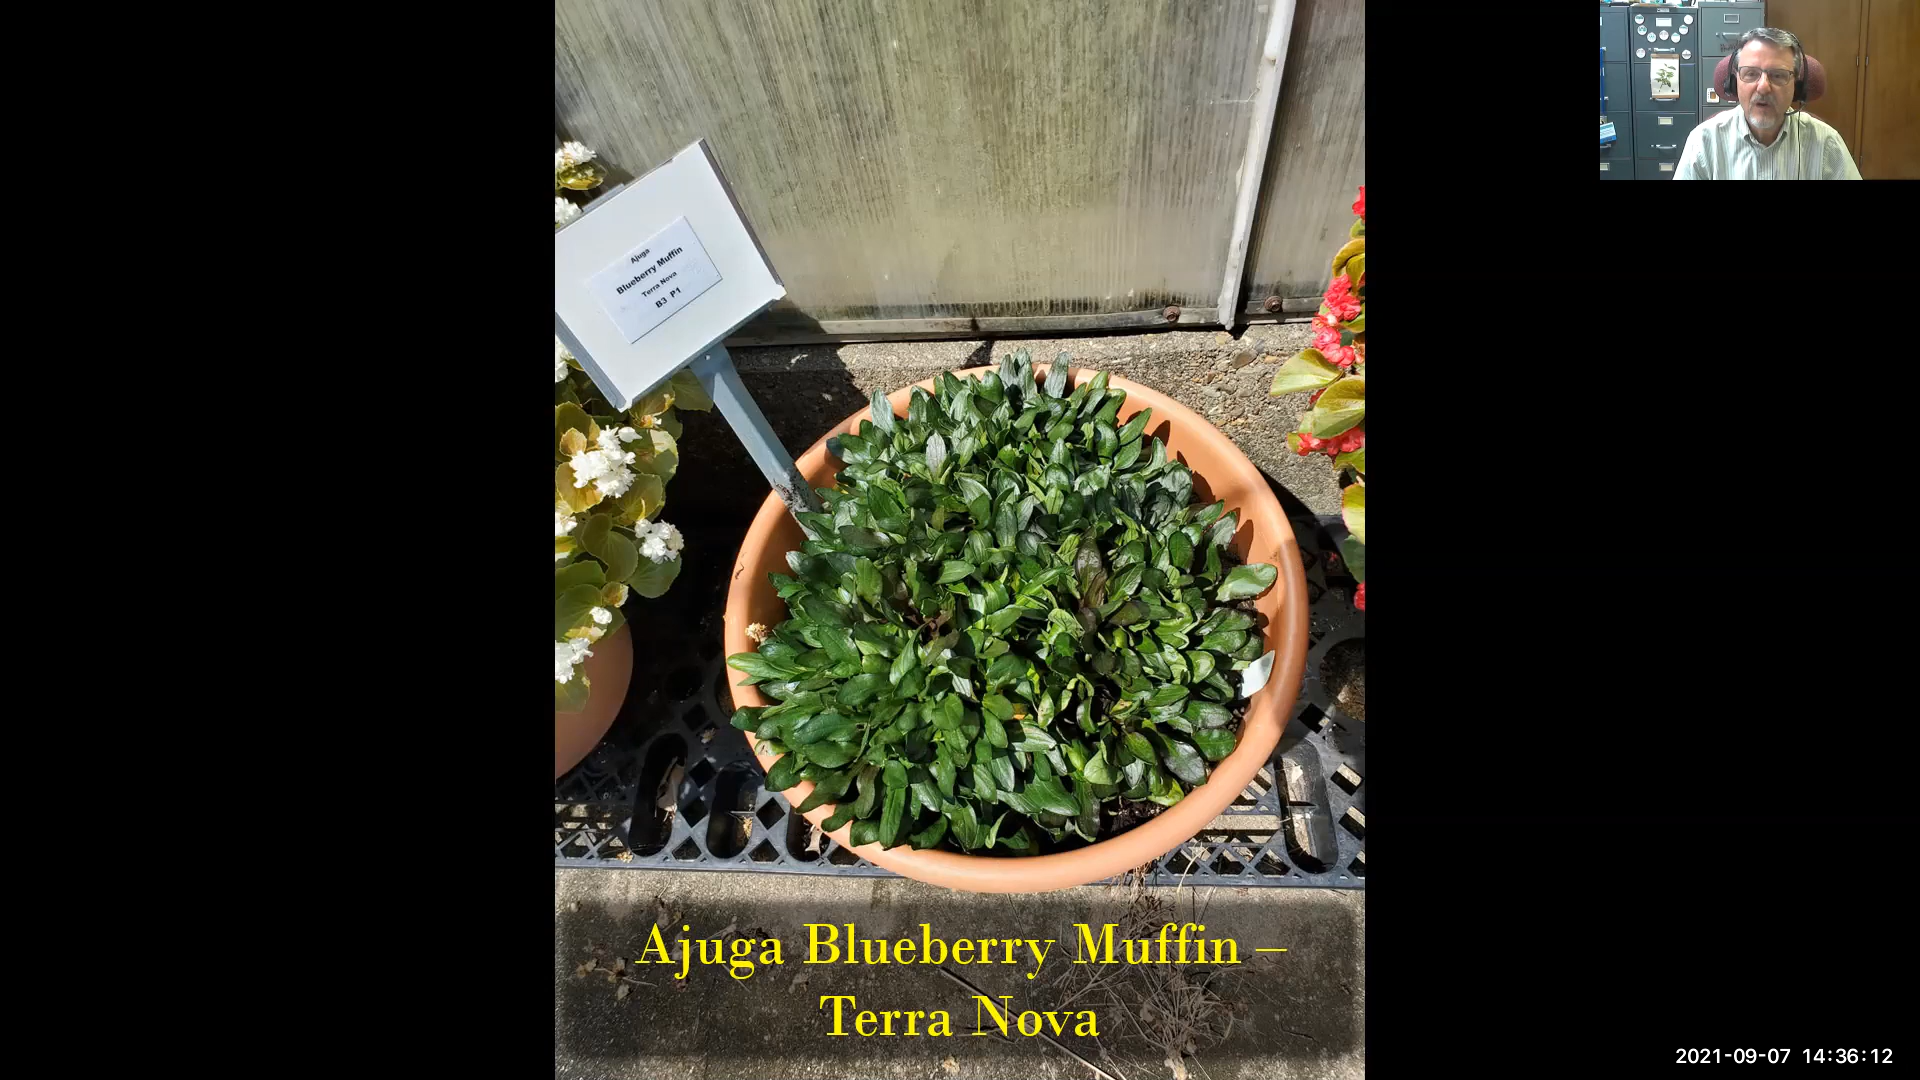 Ajuga
Blueberry Muffin
Terra Nova
B3 P1
Ajuga Blueberry Muffin –
Terra Nova
2021-09-07 14:36:12